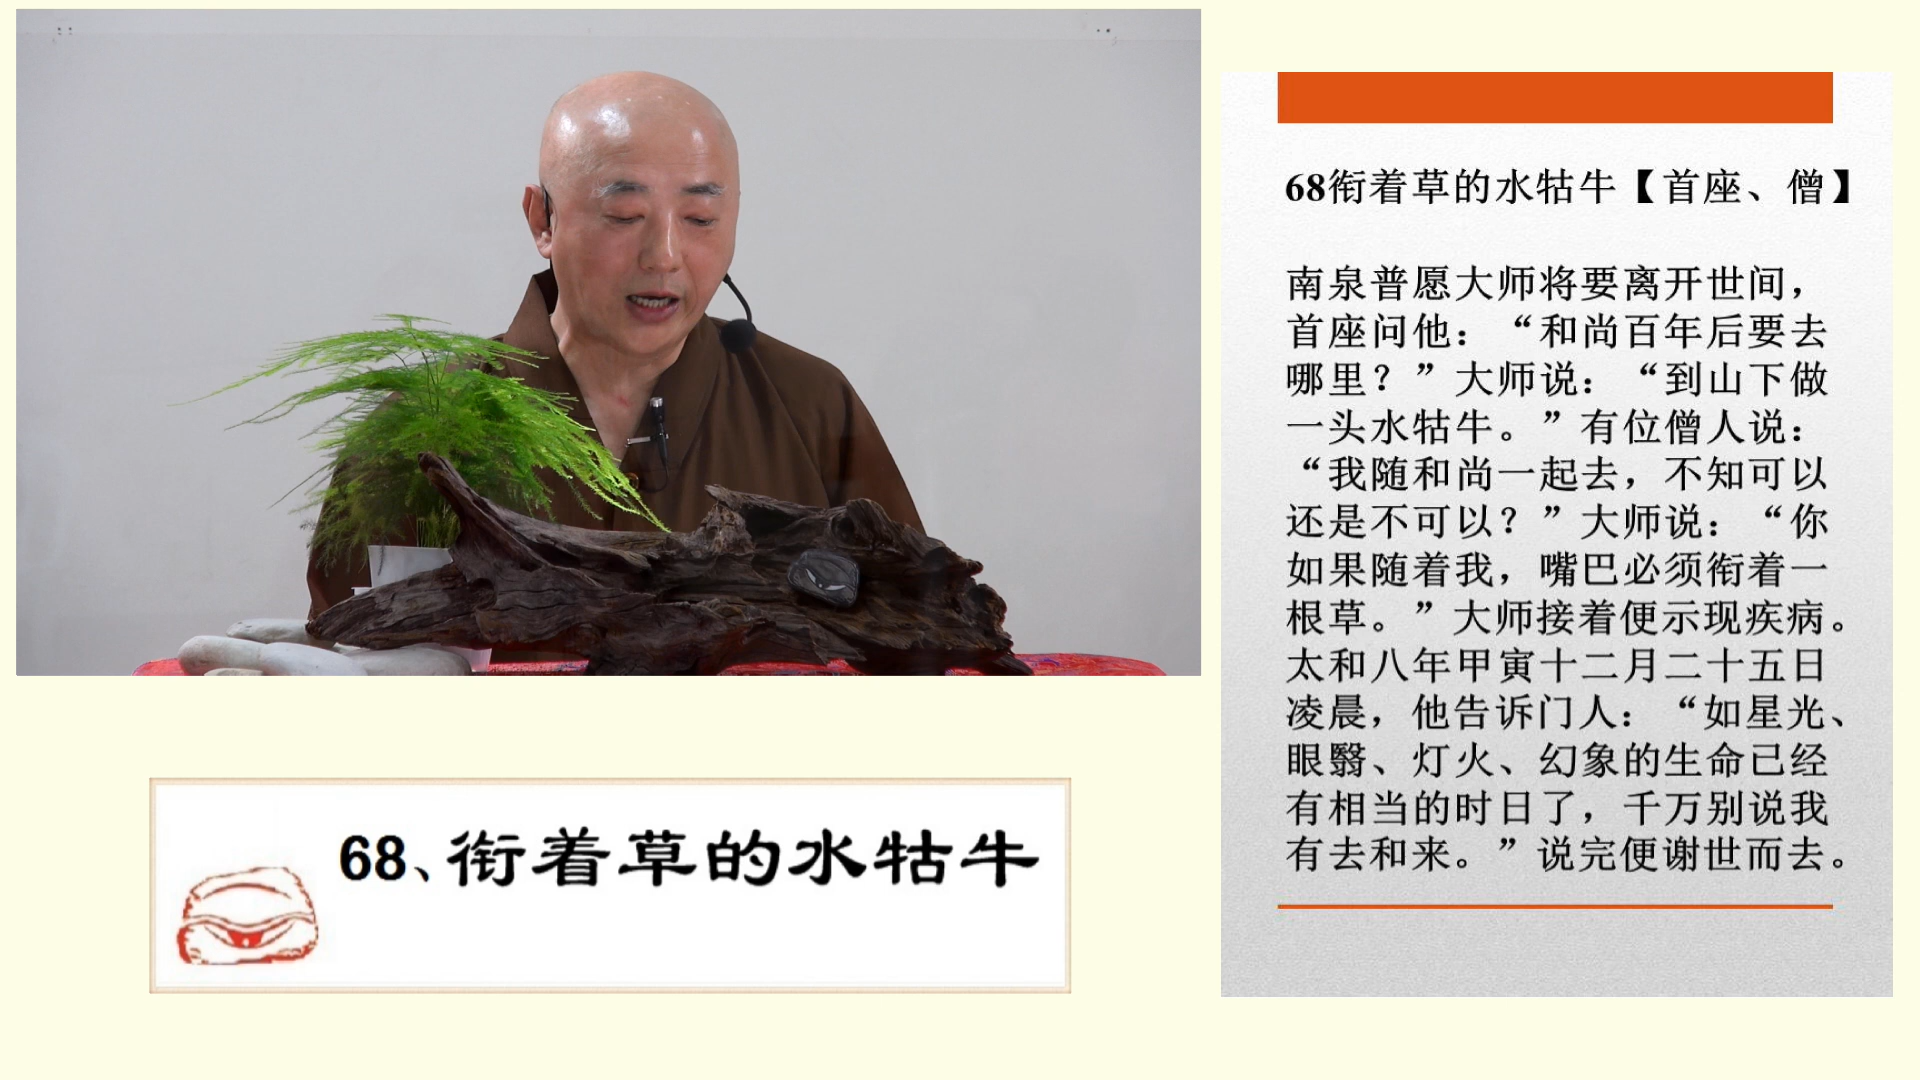 68衔着草的水牯牛【首座、僧】
南泉普愿大师将要离开世间，
首座问他：“和尚百年后要去
哪里？”大师说：“到山下做
一头水牯牛。”有位僧人说：
“我随和尚一起去，不知可以
还是不可以？”大师说：“你
如果随着我，嘴巴必须衔着一
根草。”大师接着便示现疾病。
太和八年甲寅十二月二十五日
凌晨，他告诉门人：“如星光、
眼翳、灯火、幻象的生命已经
有相当的时日了，千万别说我
有去和来。”说完便谢世而去。
68、衔着草的水牯牛